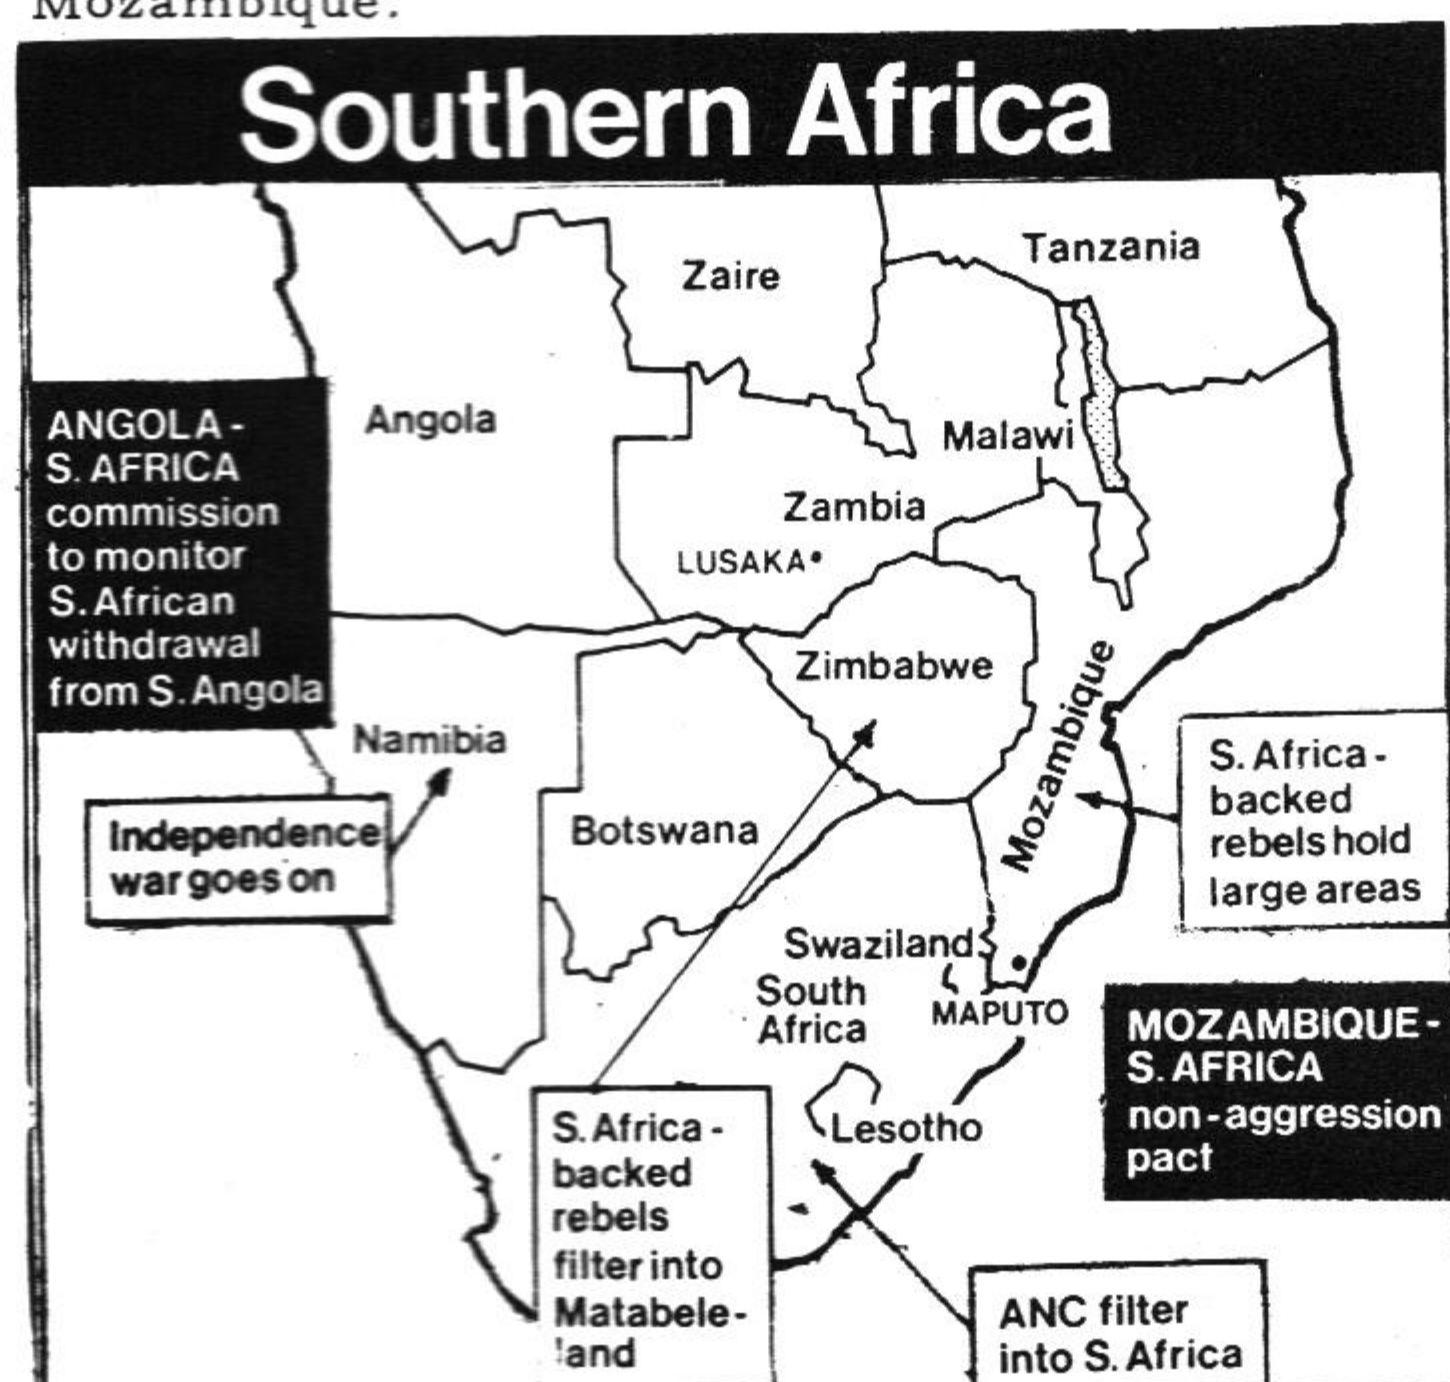 Mozambique.
Southern Africa
Zaire
Tanzania
Angola
Malawi
Zambia
LUSAKA
ANGOLA -
S. AFRICA
commission
to monitor
S. African
withdrawal
from S. Angola
Zimbabwe
Namibia
Mozambique
Independence
war goes on
Botswana
S. Africa -
backed
rebels hold
large areas
Swaziland
South
Africa
MAPUTO
MOZAMBIQUE -
S. AFRICA
non-aggression
pact
Lesotho
S. Africa -
backed
rebels
filter into
Matabele-
land
ANC filter
into S. Africa